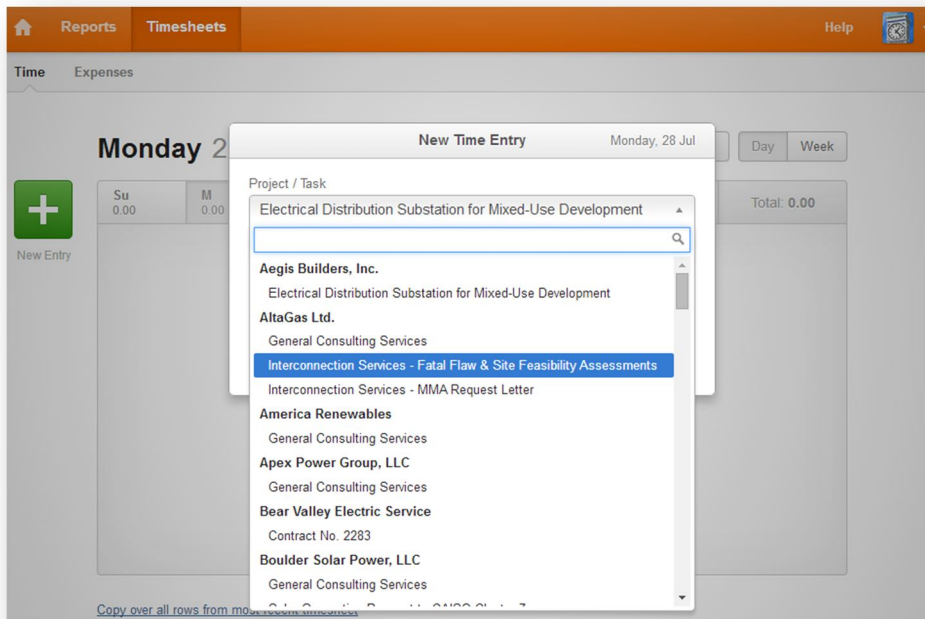 Reports Timesheets Help
Time Expenses
New Time Entry Monday, 28 Jul
Monday 2 Day Week
Project / Task
Su M Total: 0.00
0.00 0.00
Electrical Distribution Substation for Mixed-Use Development
New Entry
Aegis Builders, Inc.
Electrical Distribution Substation for Mixed-Use Development
AltaGas Ltd.
General Consulting Services
Interconnection Services - Fatal Flaw & Site Feasibility Assessments
Interconnection Services - MMA Request Letter
America Renewables
General Consulting Services
Apex Power Group, LLC
General Consulting Services
Bear Valley Electric Service
Contract No. 2283
Boulder Solar Power, LLC
General Consulting Services
Copy over all rows from most recent timesheet